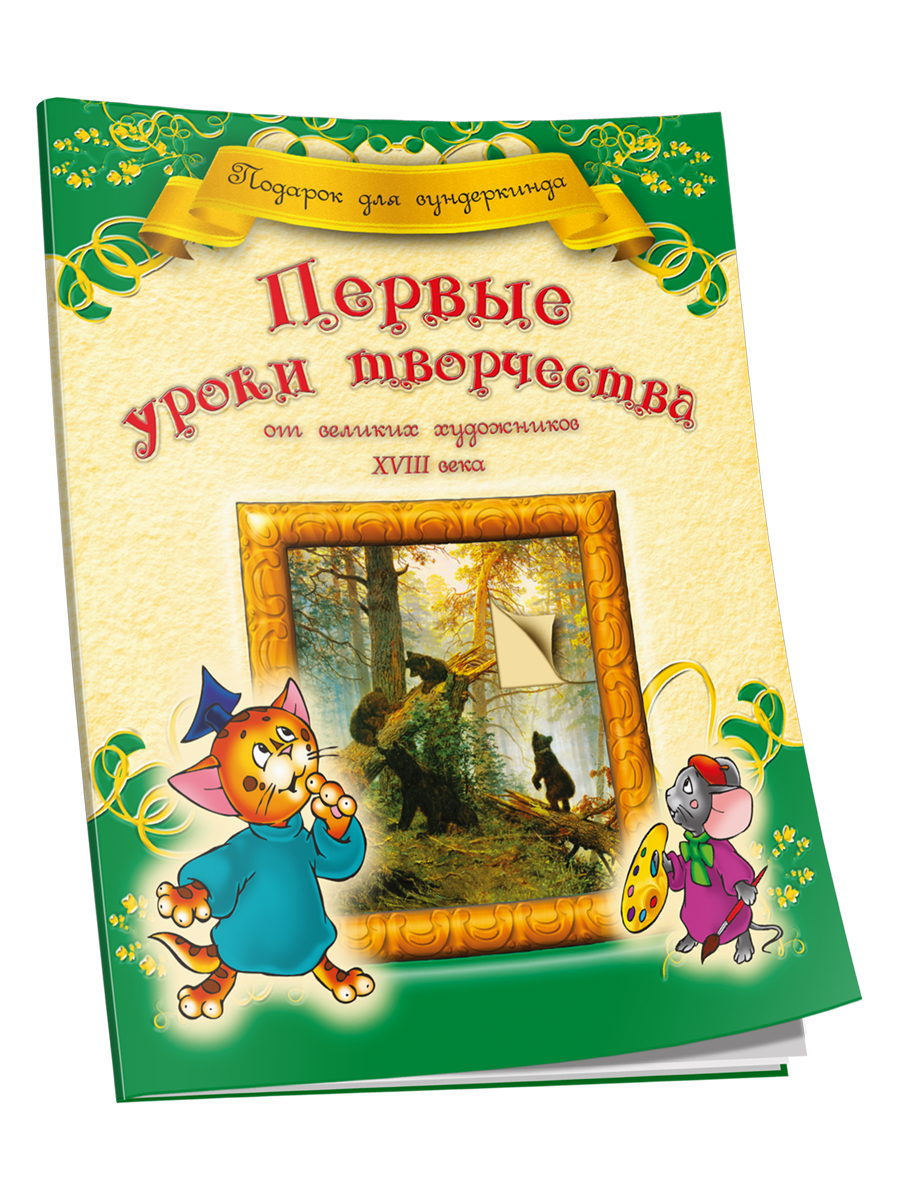 Подарок для вундеркинда
Первые
уроки творчества
от великих художников
XVIII века